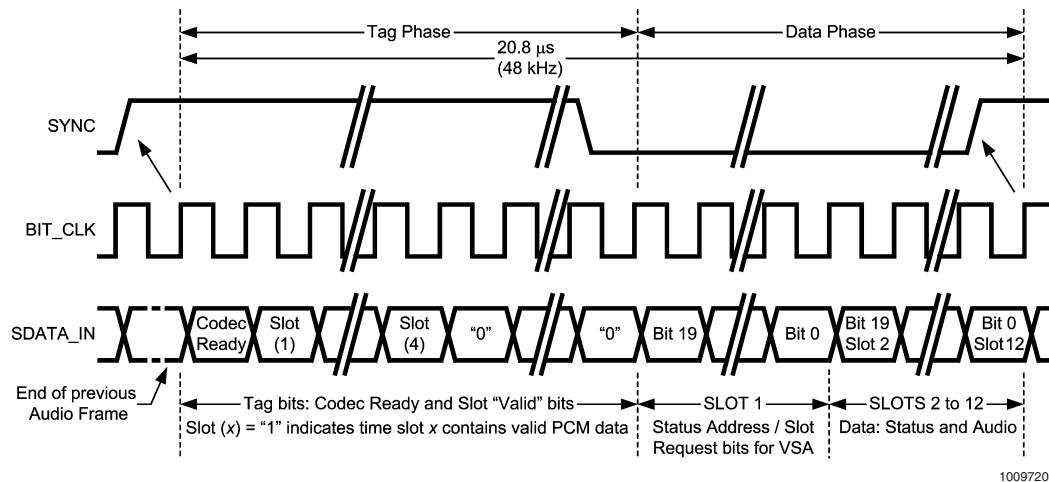 Tag Phase
Data Phase
20.8 μs
(48 kHz)
SYNC
BIT_CLK
SDATA_IN
Codec
Ready
Slot
(1)
Slot
(4)
“0”
“0”
Bit 19
Bit 0
Bit 19
Slot 2
Bit 0
Slot12
End of previous
Audio Frame
Tag bits: Codec Ready and Slot “Valid” bits
Slot (x) = “1” indicates time slot x contains valid PCM data
SLOT 1
Status Address / Slot
Request bits for VSA
SLOTS 2 to 12
Data: Status and Audio
1009720